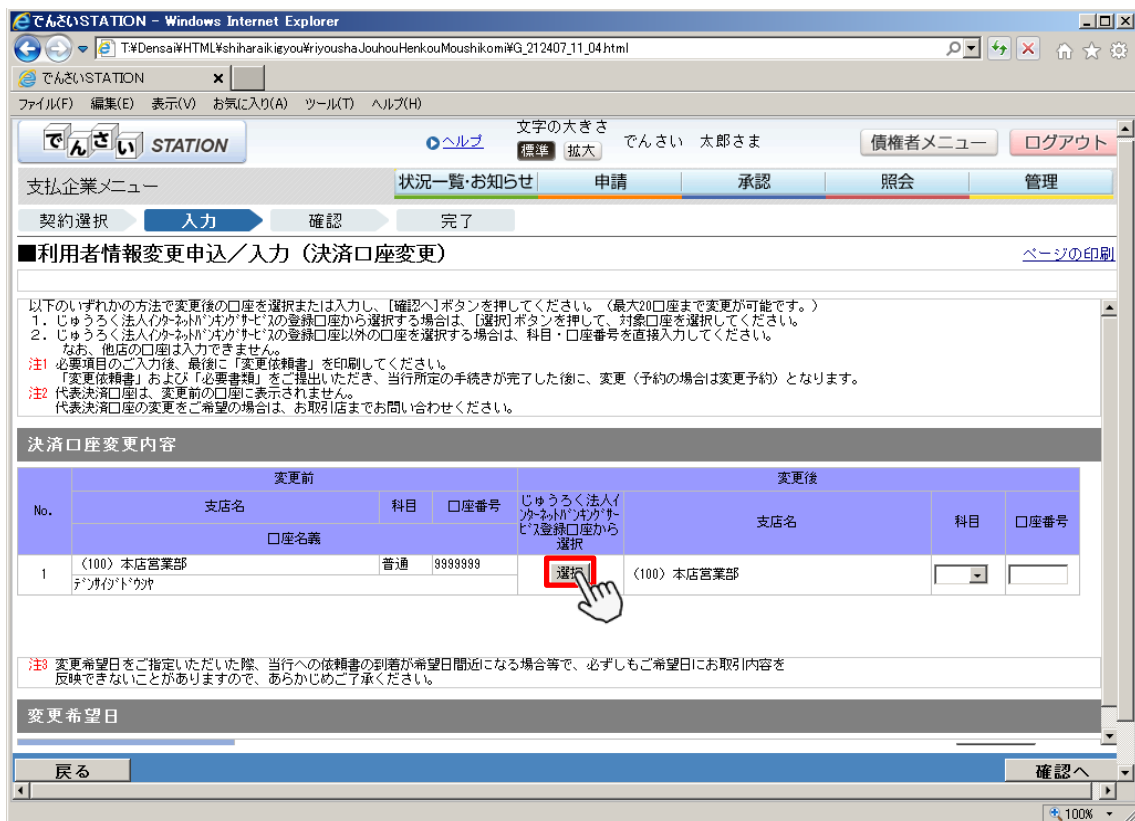 でんさいSTATION - Windows Internet Explorer
T:¥Densai¥HTML¥shiharaikigyou¥riyoushaJouhouHenkouMoushikomi¥G_212407_11_04.html
でんさいSTATION
ファイル(F) 編集(E) 表示(V) お気に入り(A) ツール(T) ヘルプ(H)
でんさい STATION
ヘルプ
文字の大きさ
標準 拡大
でんさい 太郎さま
債権者メニュー
ログアウト
支払企業メニュー
状況一覧・お知らせ 申請 承認 照会 管理
契約選択 入力 確認 完了
■利用者情報変更申込/入力(決済口座変更)
ページの印刷
以下のいずれかの方法で変更後の口座を選択または入力し、[確認へ]ボタンを押してください。(最大20口座まで変更が可能です。)
1. じゅうろく法人インターネットバンキングサービスの登録口座から選択する場合は、[選択]ボタンを押して、対象口座を選択してください。
2. じゅうろく法人インターネットバンキングサービスの登録口座以外の口座を選択する場合は、科目・口座番号を直接入力してください。
なお、他店の口座は入力できません。
注1 必要項目のご入力後、最後に「変更依頼書」を印刷してください。
「変更依頼書」および「必要書類」をご提出いただき、当行所定の手続きが完了した後に、変更(予約の場合は変更予約)となります。
注2 代表決済口座は、変更前の口座に表示されません。
代表決済口座の変更をご希望の場合は、お取引店までお問い合わせください。
決済口座変更内容
No.
変更前
変更後
支店名 科目 口座番号
口座名義
じゅうろく法人イ
ンターネットバンキングサー
ビス登録口座から
選択
支店名 科目 口座番号
1 (100) 本店営業部 普通 9999999
デンサイジドウシヤ
選択
(100) 本店営業部
注3 変更希望日をご指定いただいた際、当行への依頼書の到着が希望日間近になる場合等で、必ずしもご希望日にお取引内容を
反映できないことがありますので、あらかじめご了承ください。
変更希望日
戻る
確認へ
100%